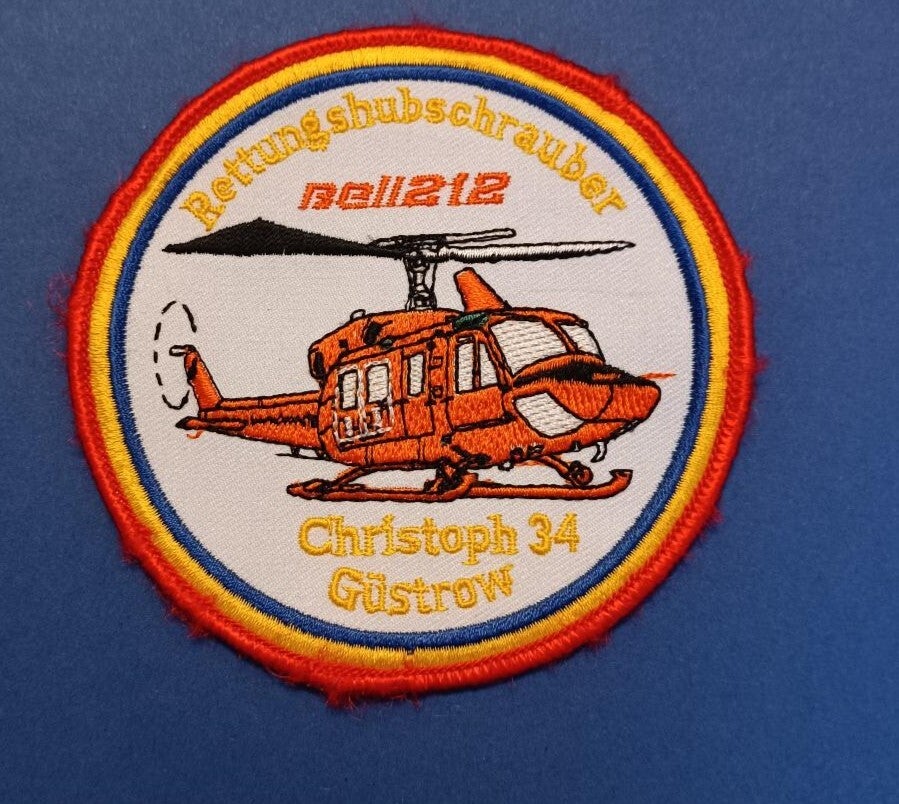 Rettungshubschrauber
Bell212
Christoph 34
Güstrow